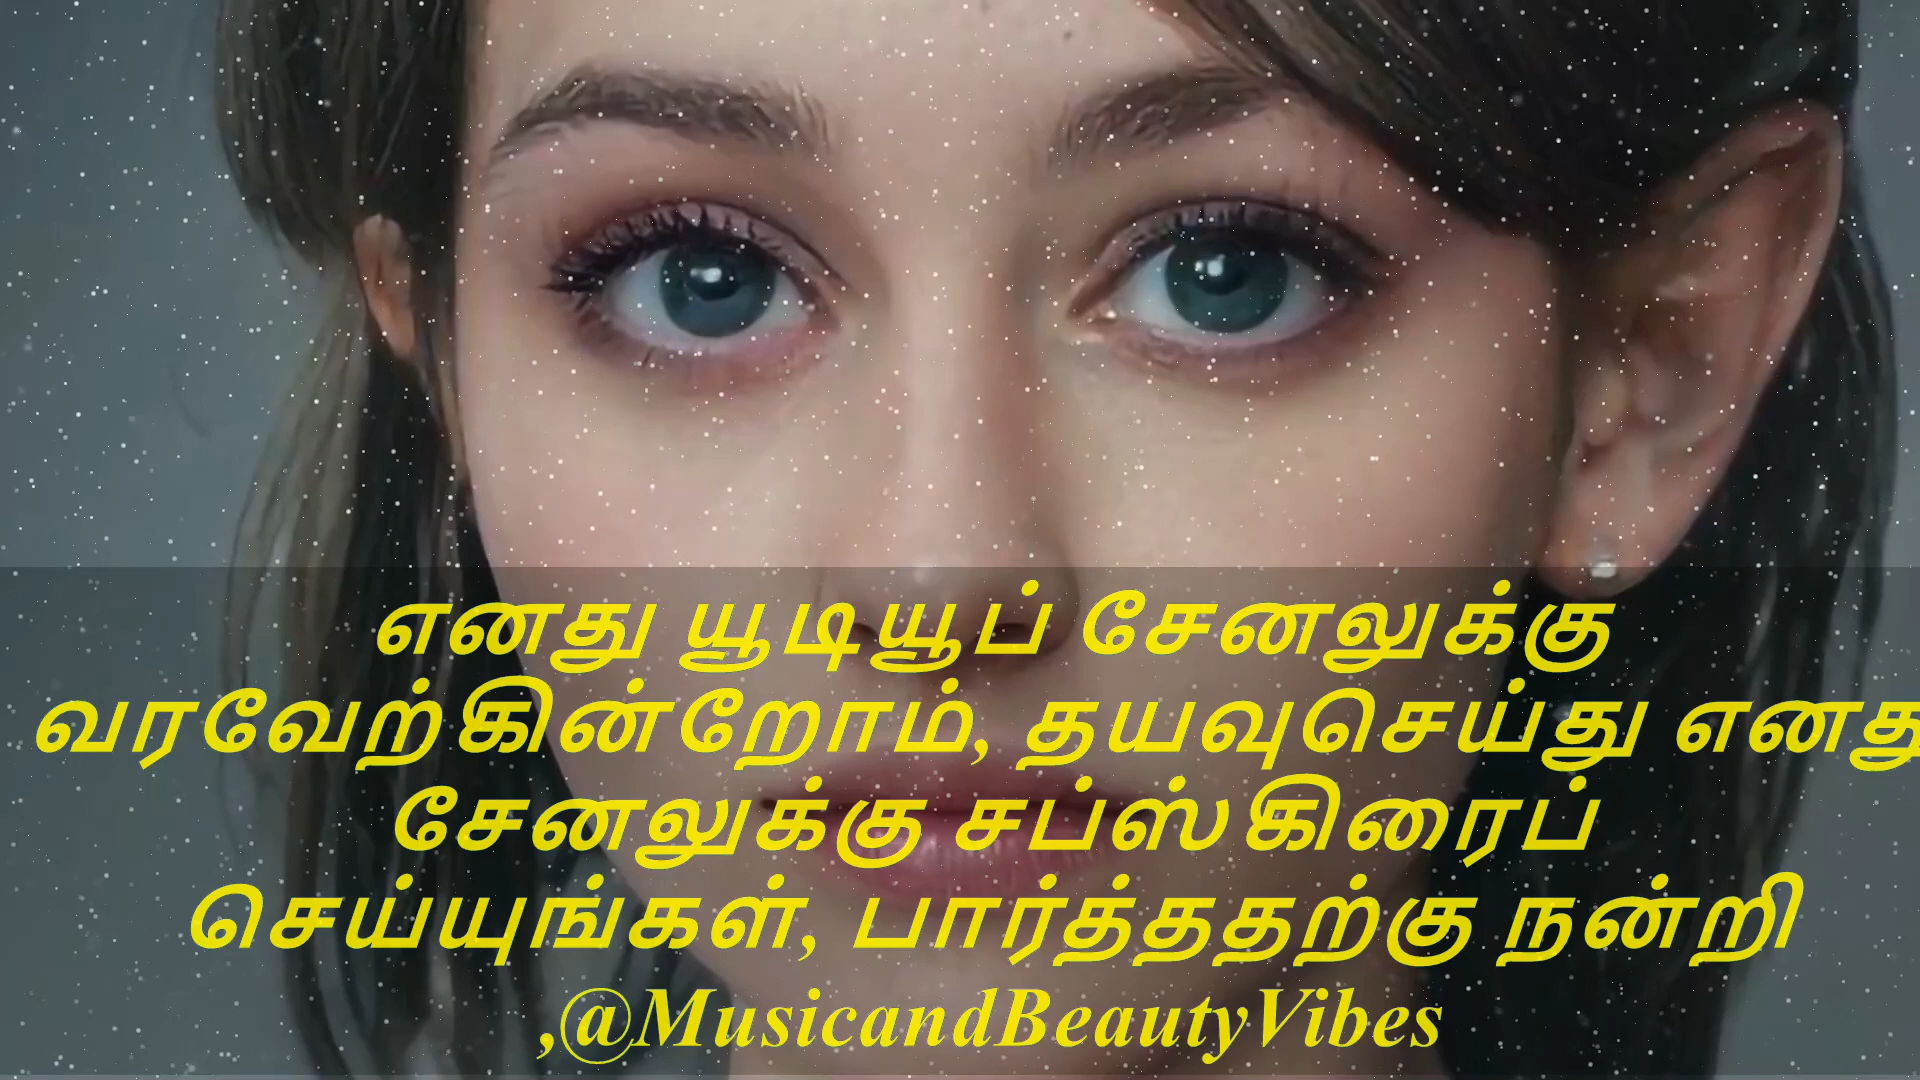 எனது யூடியூப் சேனலுக்கு
வரவேற்கின்றோம், தயவுசெய்து எனது
சேனலுக்கு சப்ஸ்கிரைப்
செய்யுங்கள், பார்த்ததற்கு நன்றி
,@MusicandBeautyVibes